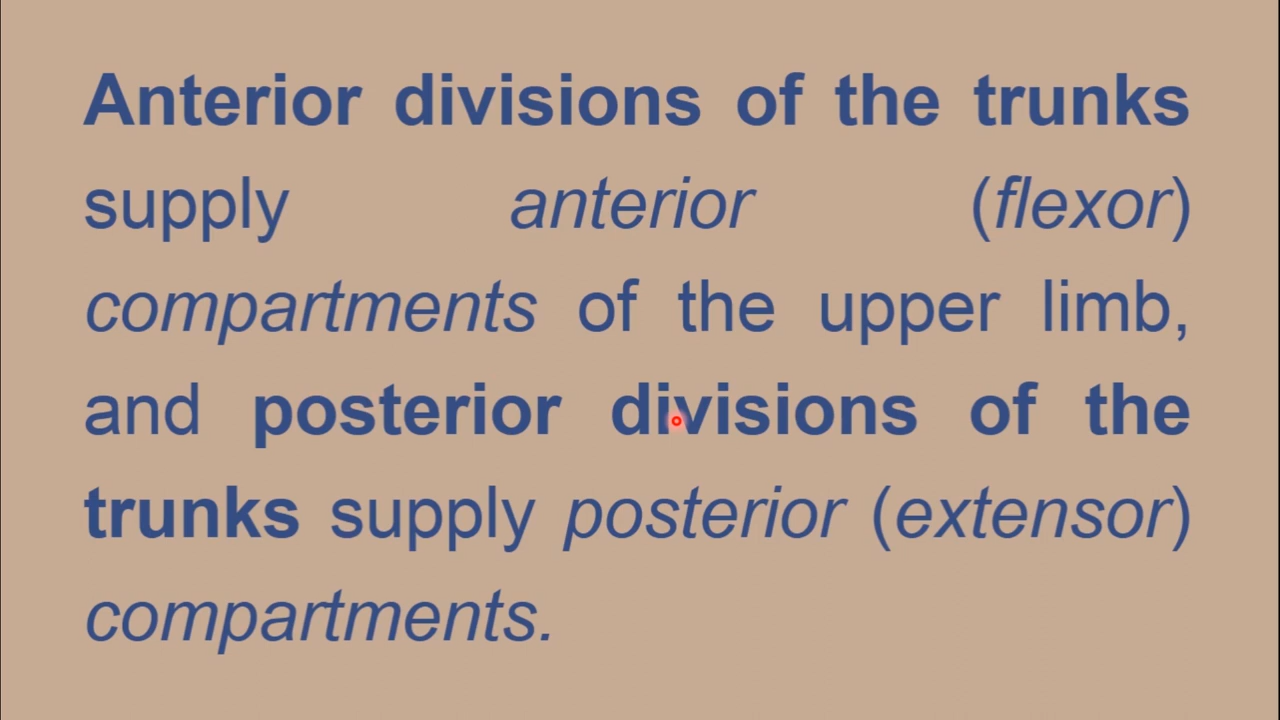 Anterior divisions of the trunks
supply anterior (flexor)
compartments of the upper limb,
and posterior divisions of the
trunks supply posterior (extensor)
compartments.